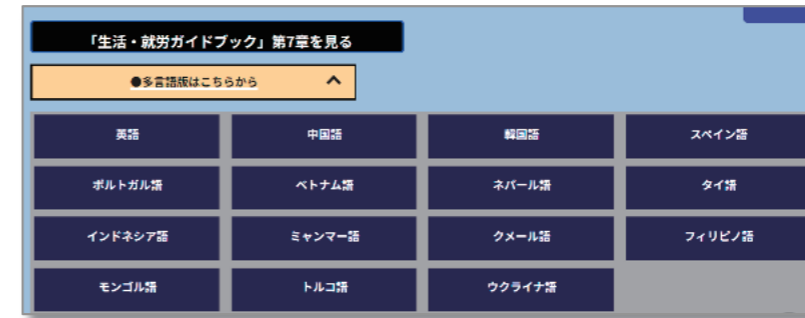 「生活・就労ガイドブック」第7章を見る
●多言語版はこちらから
英語 中国語 韓国語 スペイン語
ポルトガル語 ベトナム語 ネパール語 タイ語
インドネシア語 ミャンマー語 クメール語 フィリピノ語
モンゴル語 トルコ語 ウクライナ語